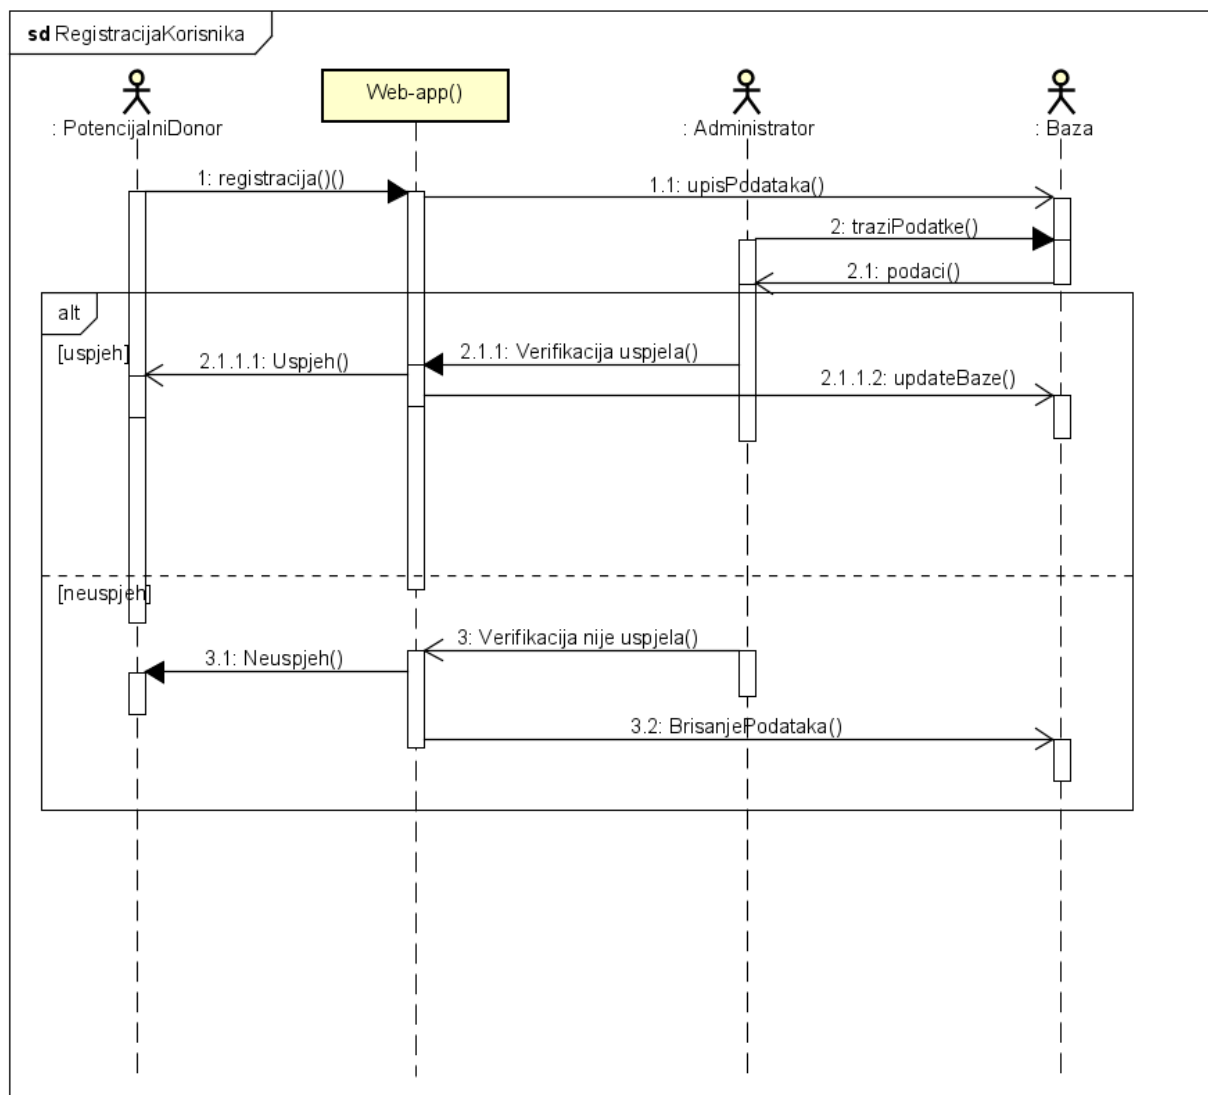 sd RegistracijaKorisnika
Web-app()
: PotencijalniDonor
: Administrator
: Baza
1: registracija()()
1.1: upisPodataka()
2: traziPodatke()
2.1: podaci()
alt
[uspjeh]
2.1.1: Verifikacija uspjela()
2.1.1.1: Uspjeh()
2.1.1.2: updateBaze()
[neuspjeh]
3: Verifikacija nije uspjela()
3.1: Neuspjeh()
3.2: BrisanjePodataka()